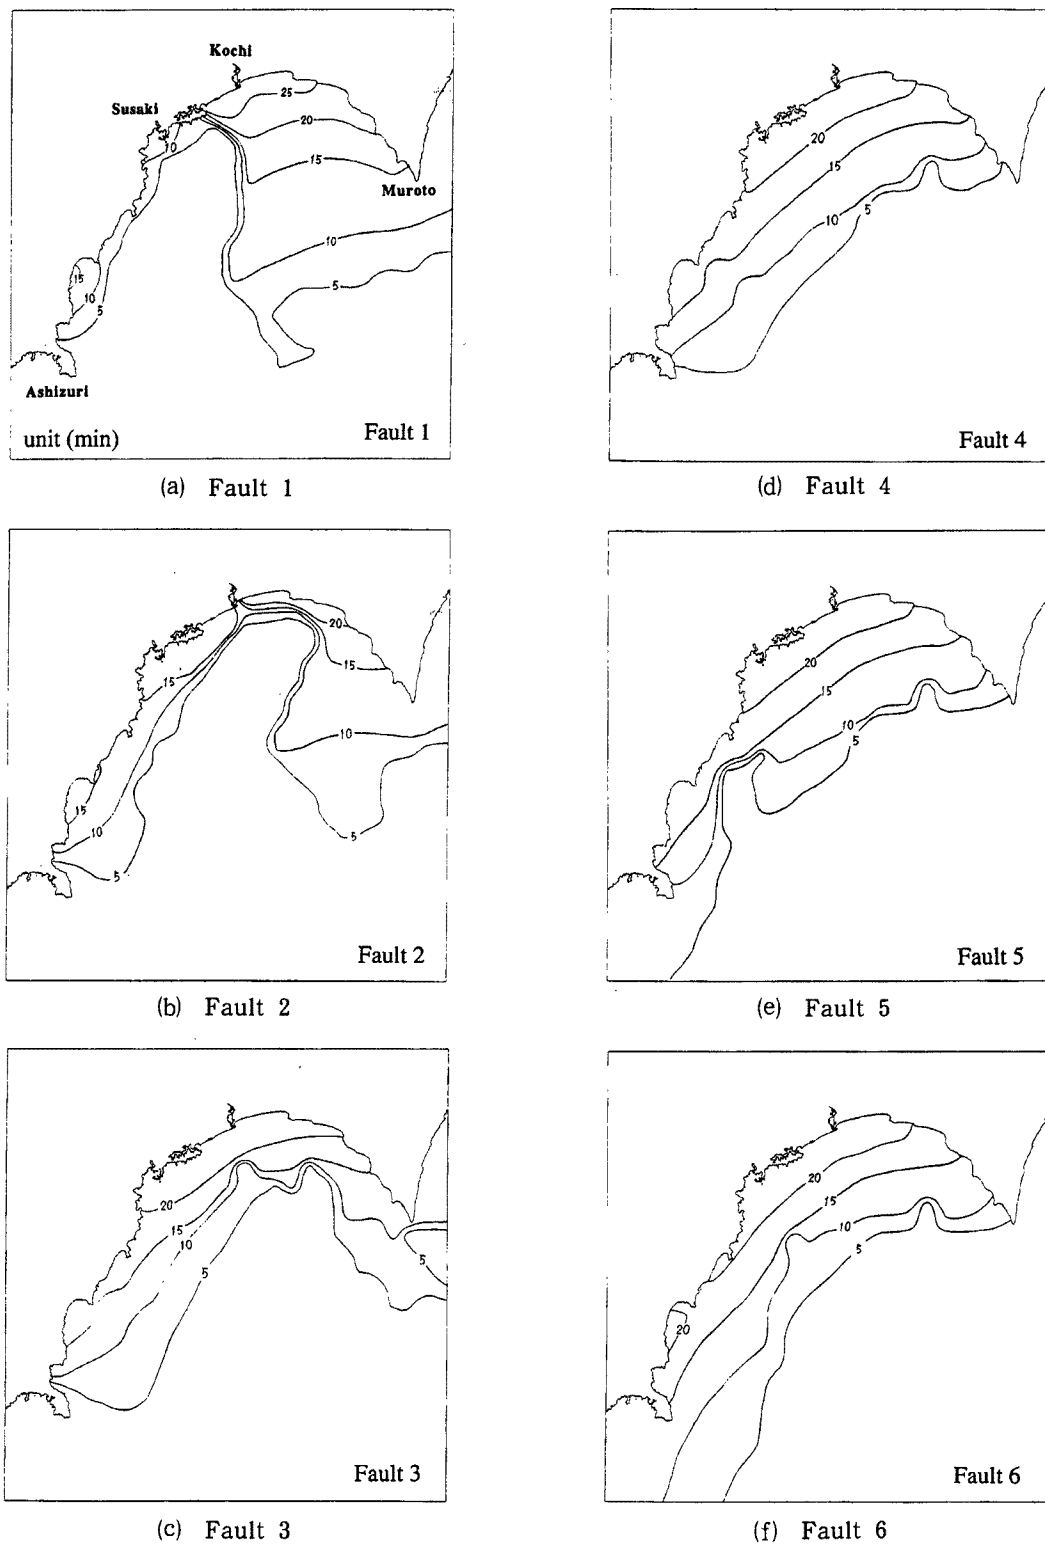 Kochi
25
Susaki
20
10
15
Muroto
10
15
10
5
5
Ashizuri
unit (min)
Fault 1
(a) Fault 1
20
15
10
5
Fault 4
(d) Fault 4
20
15
15
10
15
10
5
5
Fault 2
(b) Fault 2
20
15
10
5
Fault 5
(e) Fault 5
20
15
10
5
5
Fault 3
(c) Fault 3
20
15
10
5
20
Fault 6
(f) Fault 6